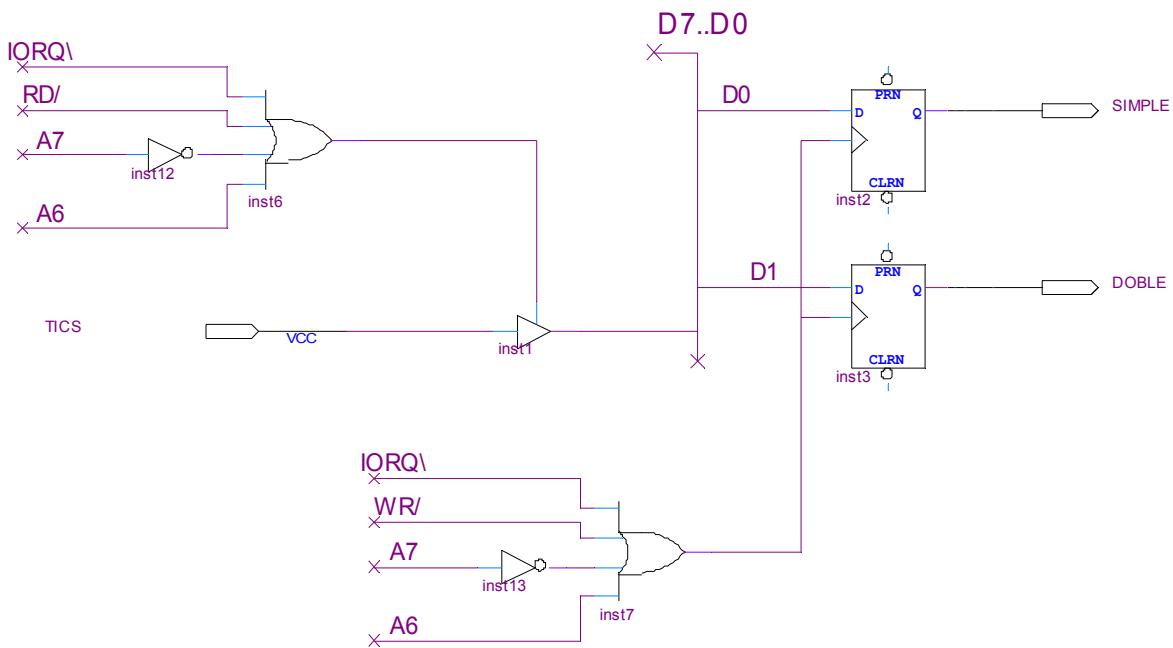 D7..D0
IORQ\
RD/
A7
inst12
A6
inst6
D0
PRN
D
Q
CLRN
inst2
SIMPLE
D1
PRN
D
Q
CLRN
inst3
DOBLE
TICS
VCC
inst1
IORQ\
WR/
A7
inst13
A6
inst7